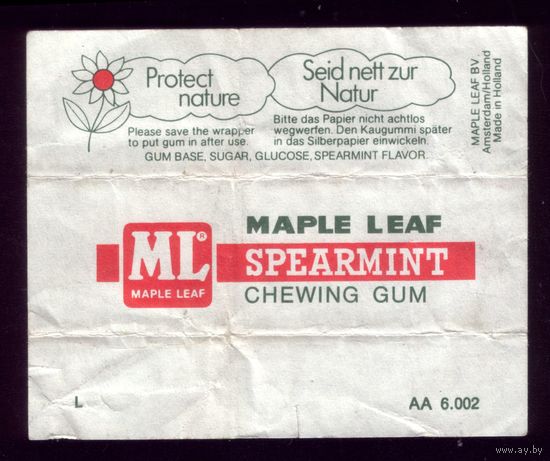 Protect
nature
Seid nett zur
Natur
Please save the wrapper
to put gum in after use.
Bitte das Papier nicht achtlos
wegwerfen. Den Kaugummi später
in das Silberpapier einwickeln.
GUM BASE, SUGAR, GLUCOSE, SPEARMINT FLAVOR
MAPLE LEAF BV.
Amsterdam/Holland
Made in Holland
ML®
MAPLE LEAF
MAPLE LEAF
SPEARMINT
CHEWING GUM
L
AA 6.002
www.ay.by